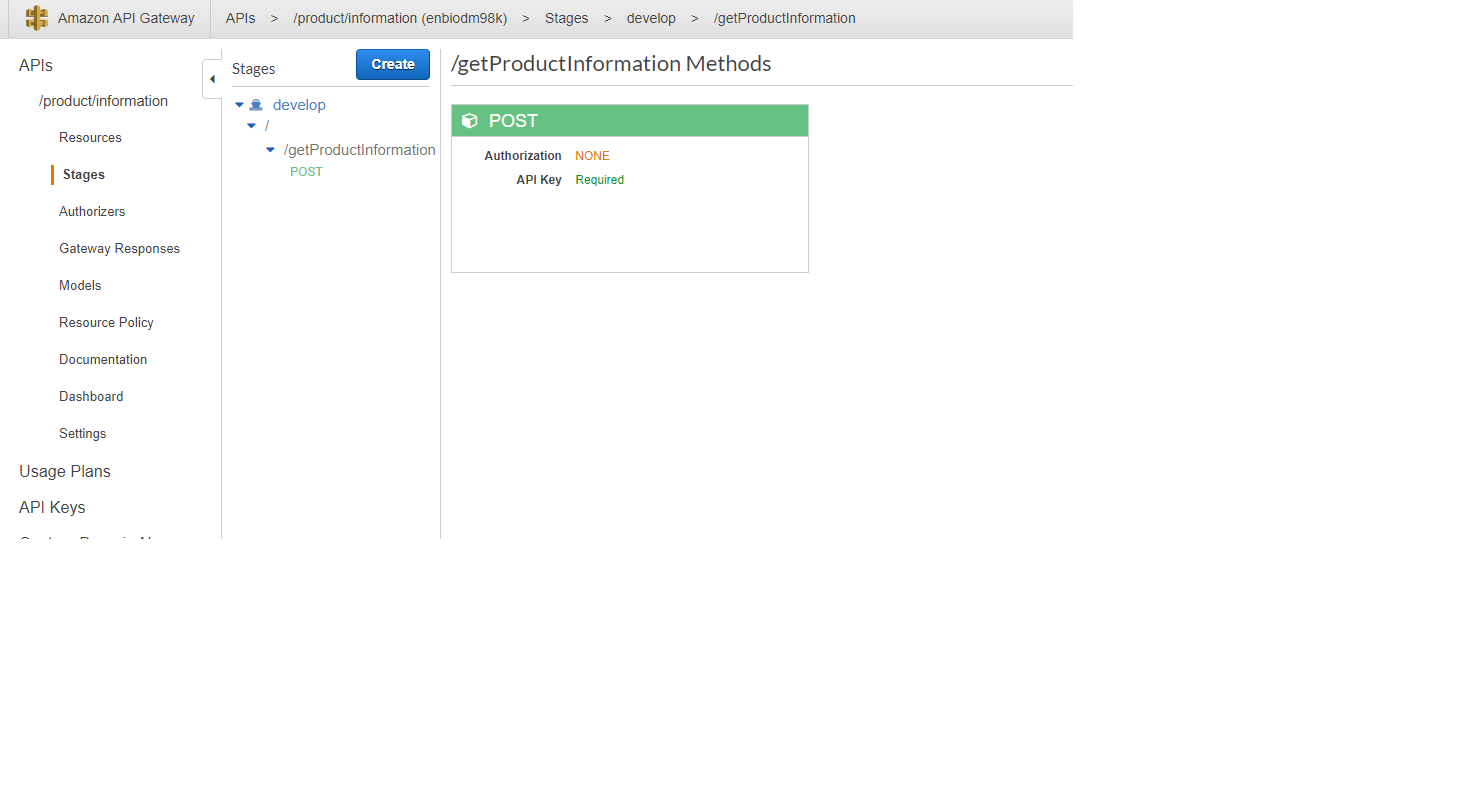 Amazon API Gateway
APIs > /product/information (enbiodm98k) > Stages > develop > /getProductInformation
APIs
/product/information
Resources
Stages
Authorizers
Gateway Responses
Models
Resource Policy
Documentation
Dashboard
Settings
Usage Plans
API Keys
Stages
Create
develop
/
/getProductInformation
POST
/getProductInformation Methods
POST
Authorization NONE
API Key Required